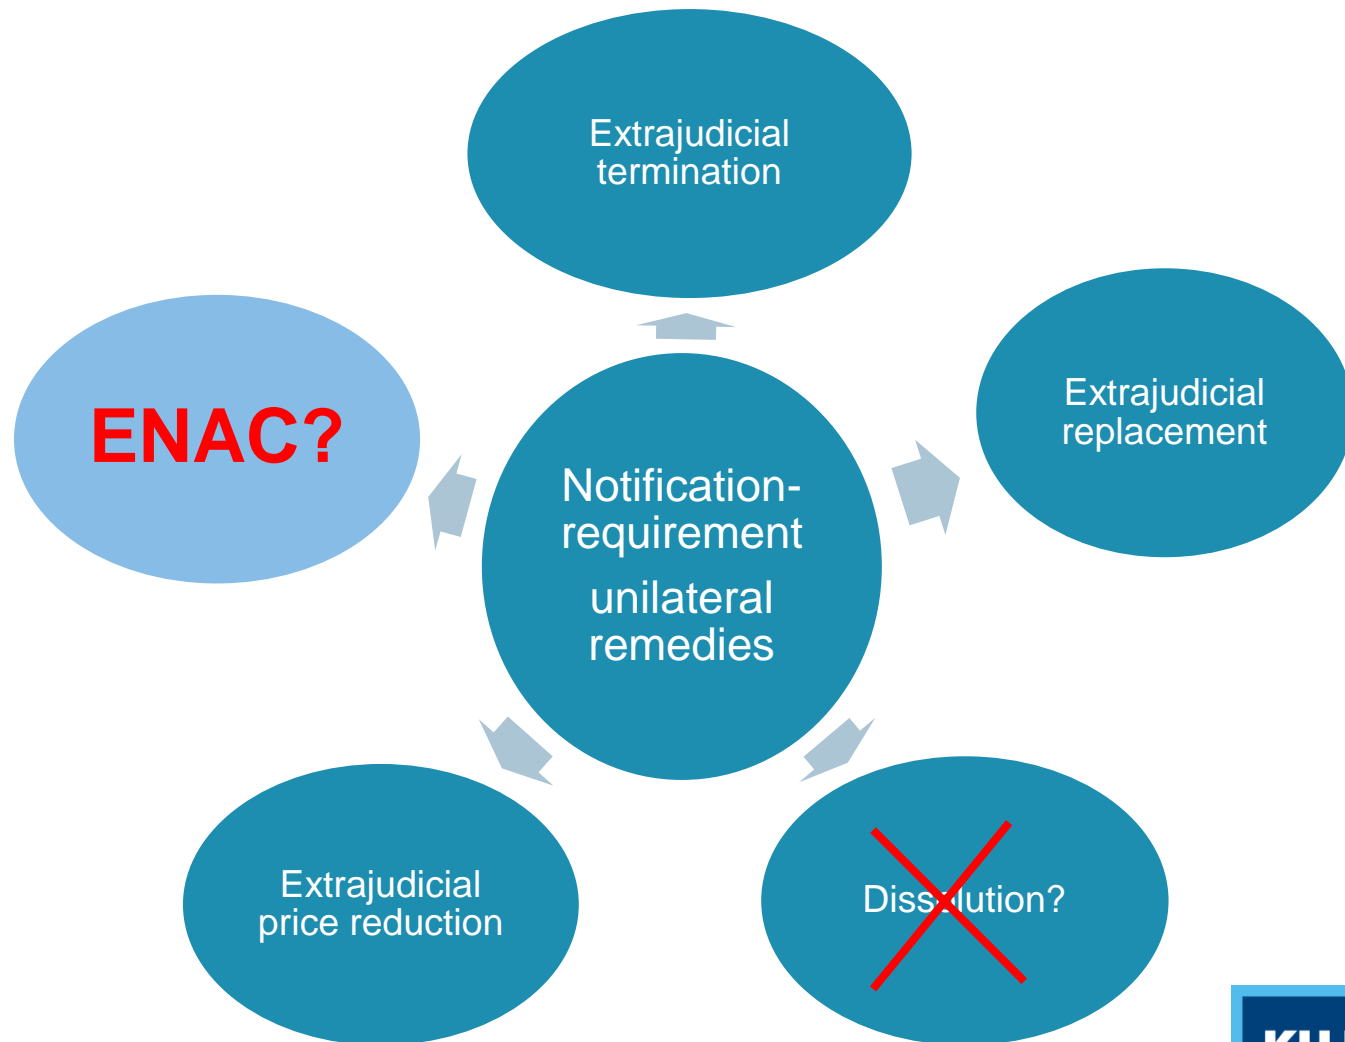 Extrajudicial
termination
Extrajudicial
replacement
ENAC?
Notification-
requirement
unilateral
remedies
Extrajudicial
price reduction
Dissolution?